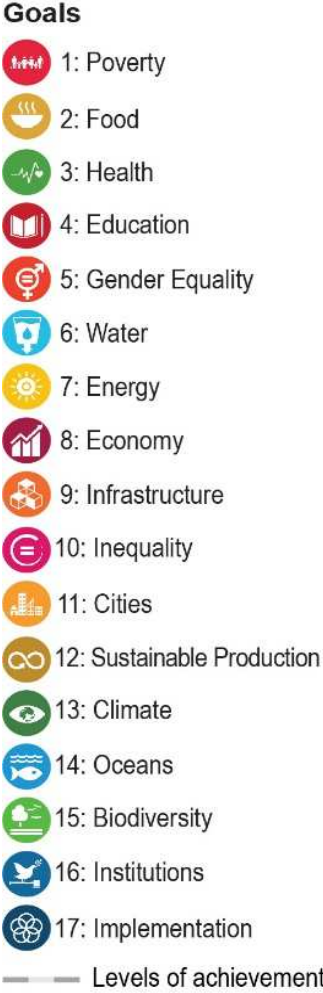 Goals
1: Poverty
2: Food
3: Health
4: Education
5: Gender Equality
6: Water
7: Energy
8: Economy
9: Infrastructure
10: Inequality
11: Cities
12: Sustainable Production
13: Climate
14: Oceans
15: Biodiversity
16: Institutions
17: Implementation
Levels of achievement